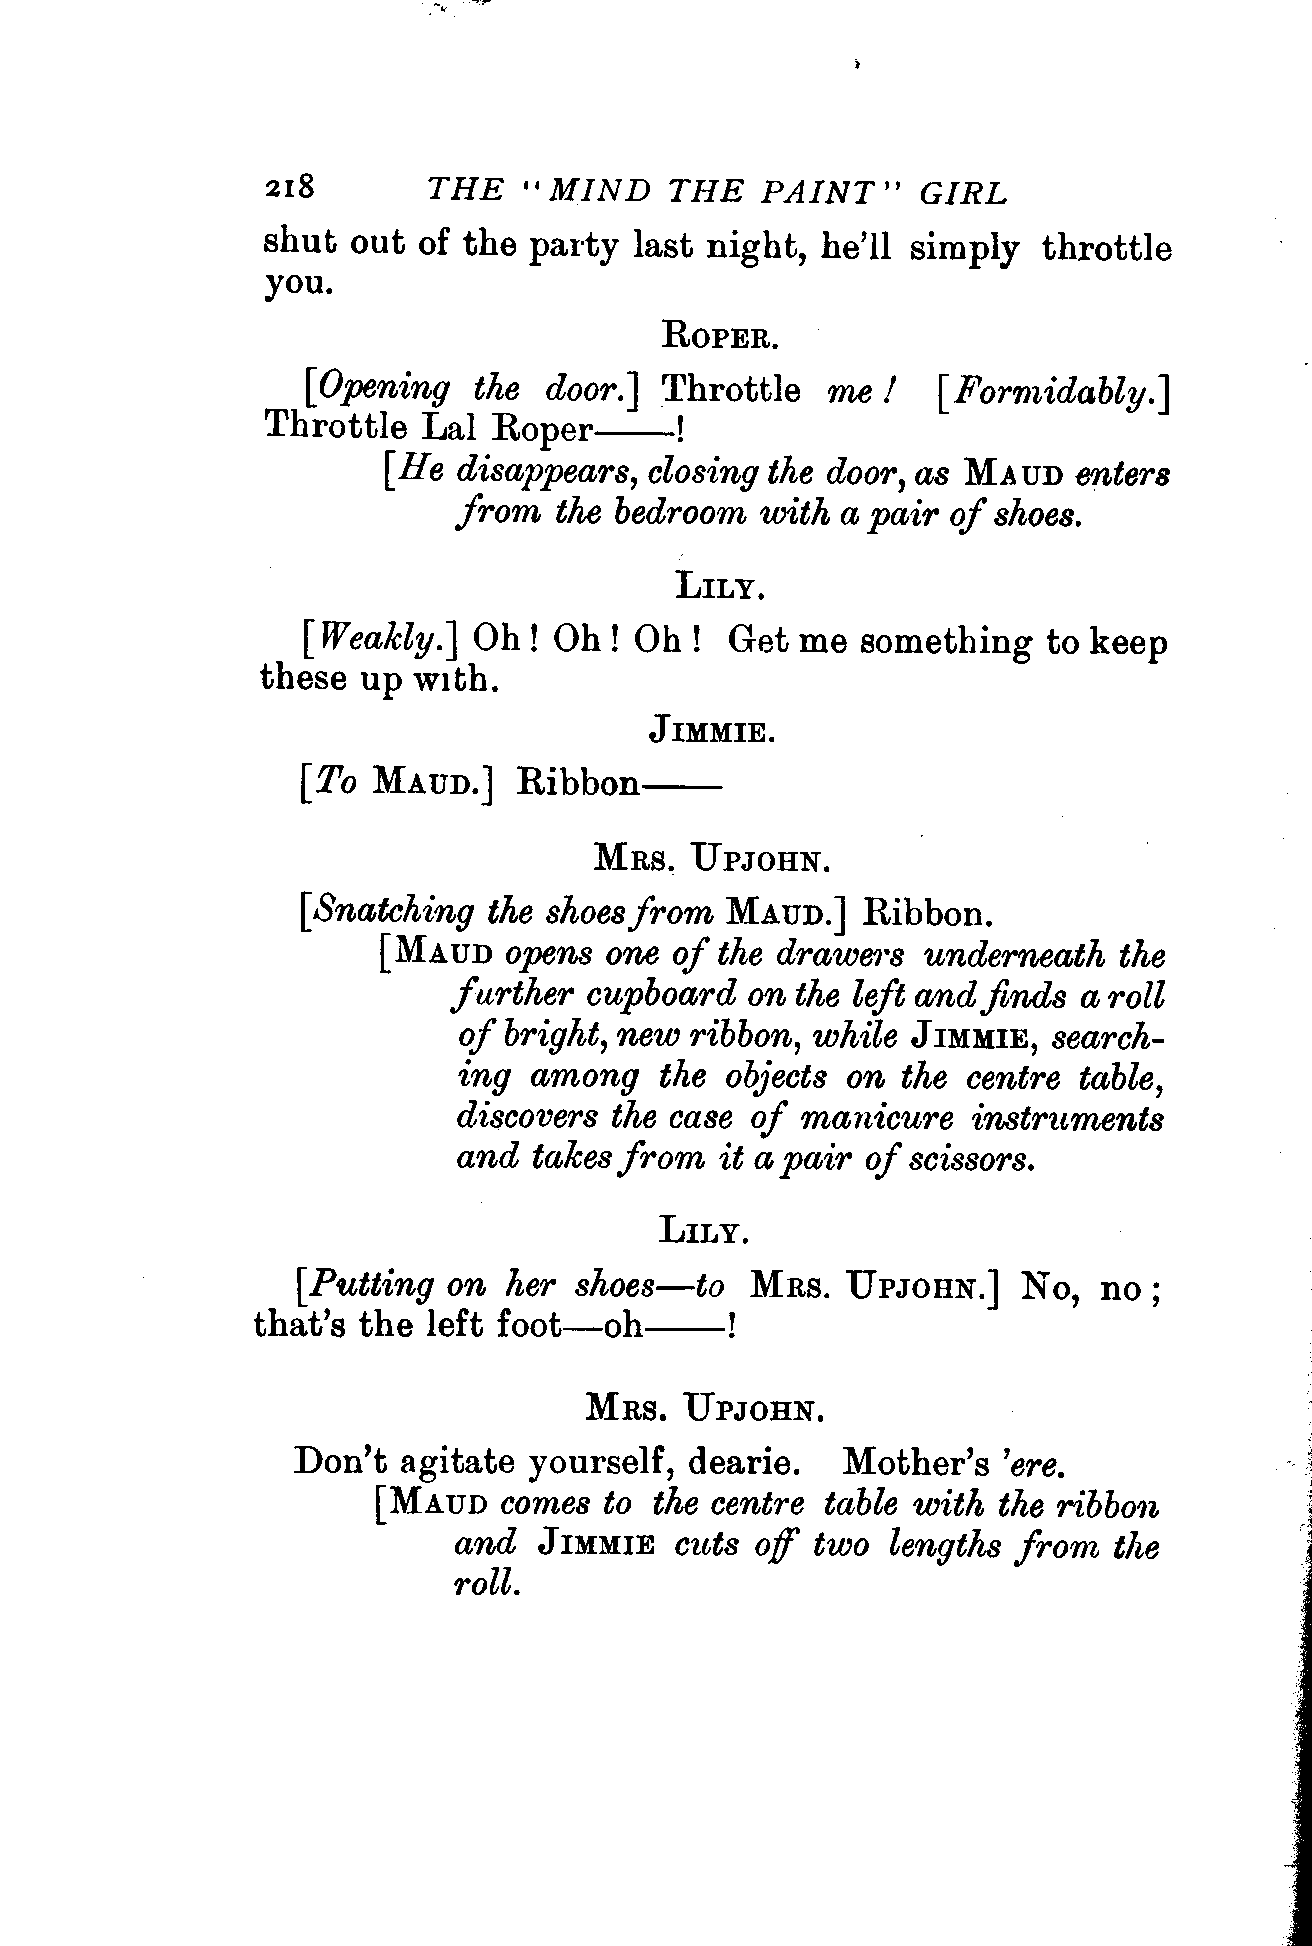 218 THE "MIND THE PAINT" GIRL
shut out of the party last night, he'll simply throttle
you.
ROPER.
[Opening the door.] Throttle me! [Formidably.]
Throttle Lal Roper——!
[He disappears, closing the door, as MAUD enters
from the bedroom with a pair of shoes.
LILY.
[Weakly.] Oh! Oh! Oh! Get me something to keep
these up with.
JIMMIE.
[To MAUD.] Ribbon——
MRS. UPJOHN.
[Snatching the shoes from MAUD.] Ribbon.
[MAUD opens one of the drawers underneath the
further cupboard on the left and finds a roll
of bright, new ribbon, while JIMMIE, search-
ing among the objects on the centre table,
discovers the case of manicure instruments
and takes from it a pair of scissors.
LILY.
[Putting on her shoes—to MRS. UPJOHN.] No, no;
that's the left foot—oh——!
MRS. UPJOHN.
Don't agitate yourself, dearie. Mother's 'ere.
[MAUD comes to the centre table with the ribbon
and JIMMIE cuts off two lengths from the
roll.